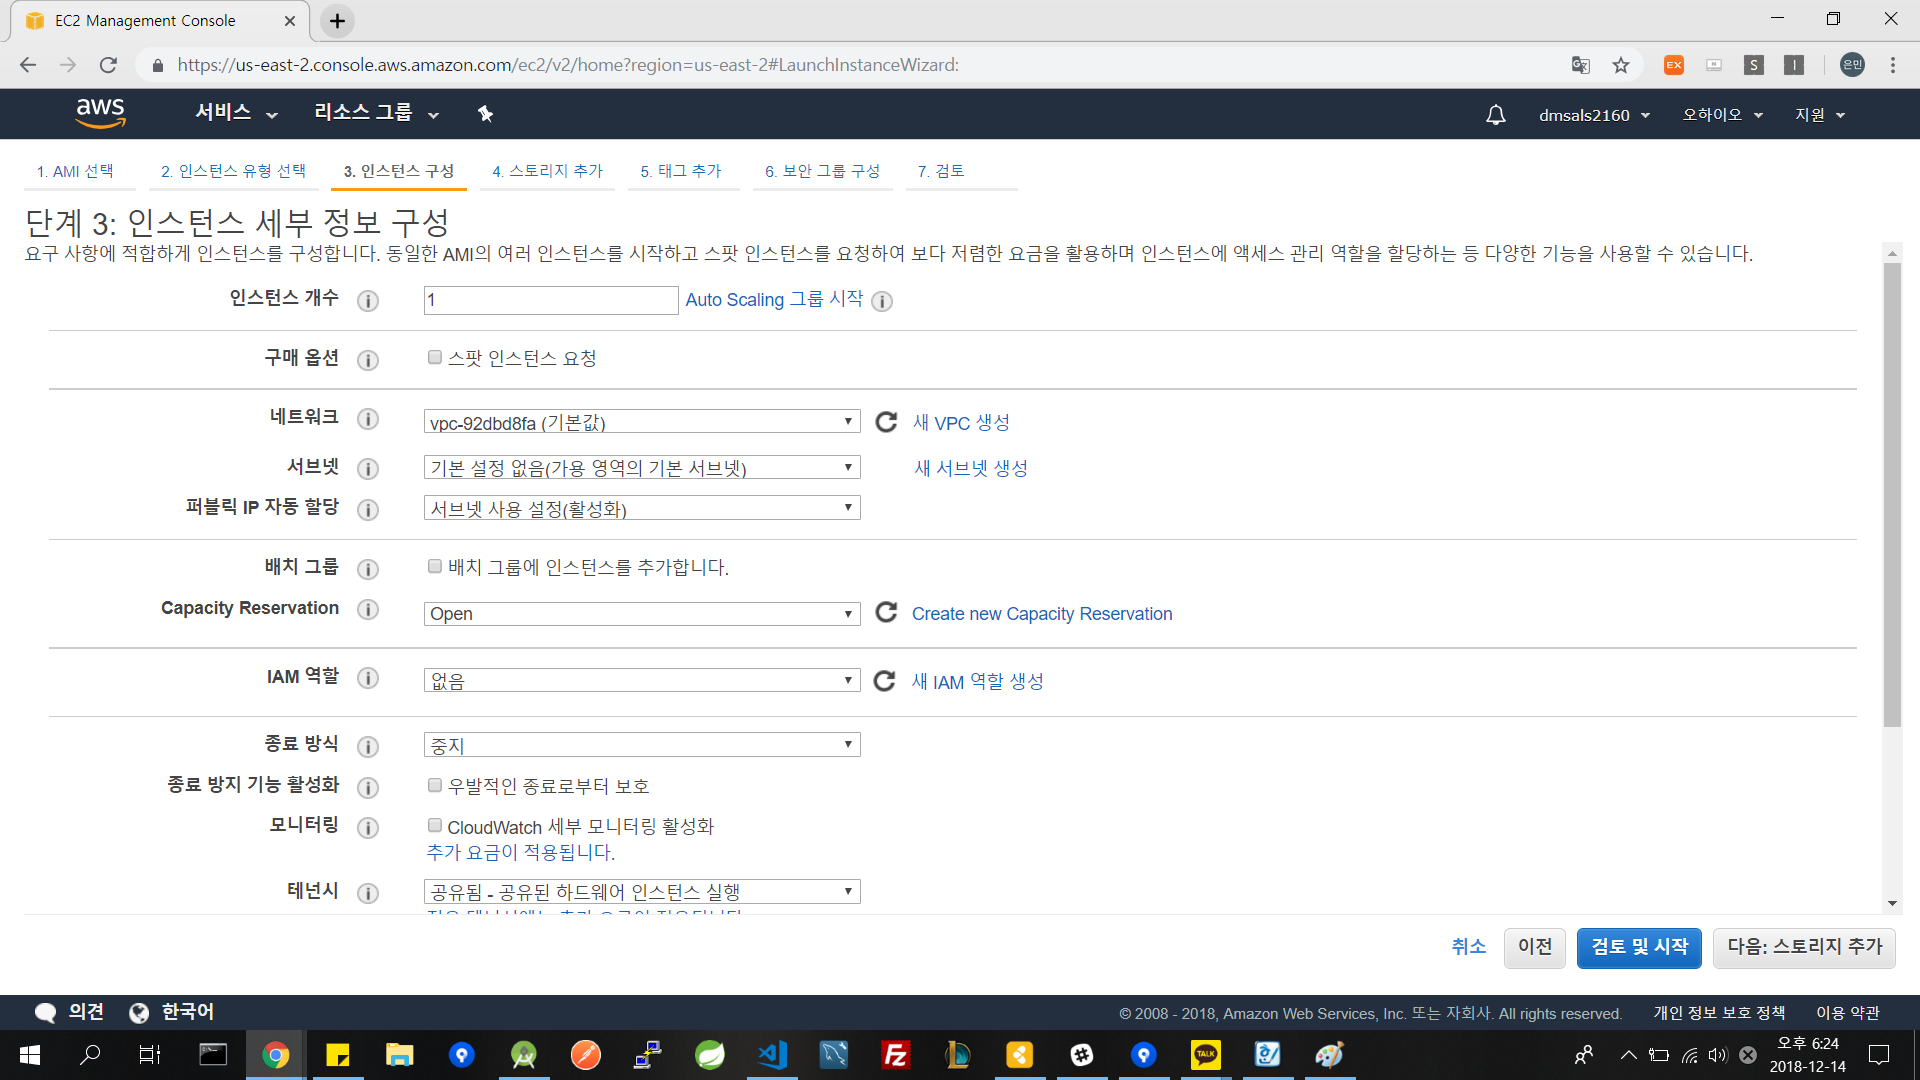 EC2 Management Console
https://us-east-2.console.aws.amazon.com/ec2/v2/home?region=us-east-2#LaunchInstanceWizard:
EX
S
I
은민
aws
서비스
리소스 그룹
dmsals2160
오하이오
지원
1. AMI 선택
2. 인스턴스 유형 선택
3. 인스턴스 구성
4. 스토리지 추가
5. 태그 추가
6. 보안 그룹 구성
7. 검토
단계 3: 인스턴스 세부 정보 구성
요구 사항에 적합하게 인스턴스를 구성합니다. 동일한 AMI의 여러 인스턴스를 시작하고 스팟 인스턴스를 요청하여 보다 저렴한 요금을 활용하며 인스턴스에 액세스 관리 역할을 할당하는 등 다양한 기능을 사용할 수 있습니다.
인스턴스 개수 1 Auto Scaling 그룹 시작
구매 옵션 스팟 인스턴스 요청
네트워크 vpc-92dbd8fa (기본값) 새 VPC 생성
서브넷 기본 설정 없음(가용 영역의 기본 서브넷) 새 서브넷 생성
퍼블릭 IP 자동 할당 서브넷 사용 설정(활성화)
배치 그룹 배치 그룹에 인스턴스를 추가합니다.
Capacity Reservation Open Create new Capacity Reservation
IAM 역할 없음 새 IAM 역할 생성
종료 방식 중지
종료 방지 기능 활성화 우발적인 종료로부터 보호
모니터링 CloudWatch 세부 모니터링 활성화
추가 요금이 적용됩니다.
테넌시 공유됨 - 공유된 하드웨어 인스턴스 실행
취소
이전
검토 및 시작
다음: 스토리지 추가
의견
한국어
© 2008 - 2018, Amazon Web Services, Inc. 또는 자회사. All rights reserved.
개인 정보 보호 정책
이용 약관
Fz
TALK
오후 6:24
2018-12-14